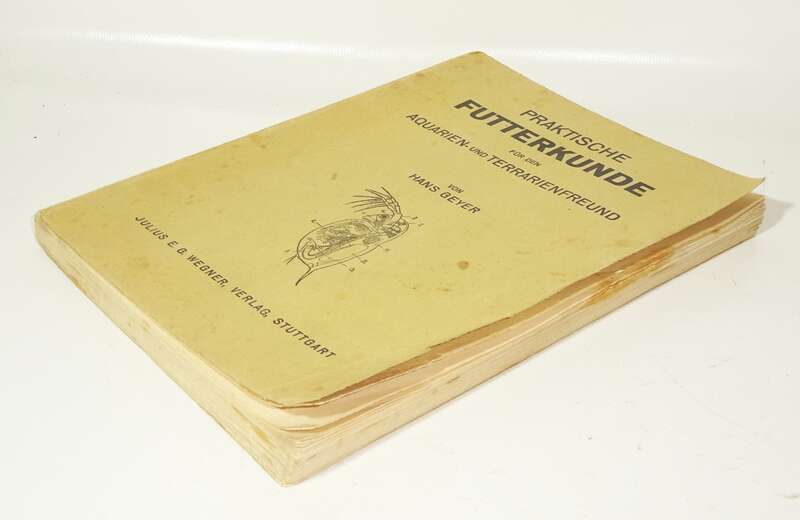 PRAKTISCHE
FUTTERKUNDE
FÜR DEN
AQUARIEN- UND TERRARIENFREUND
VON
HANS GEYER
JULIUS E. G. WEGNER, VERLAG, STUTTGART